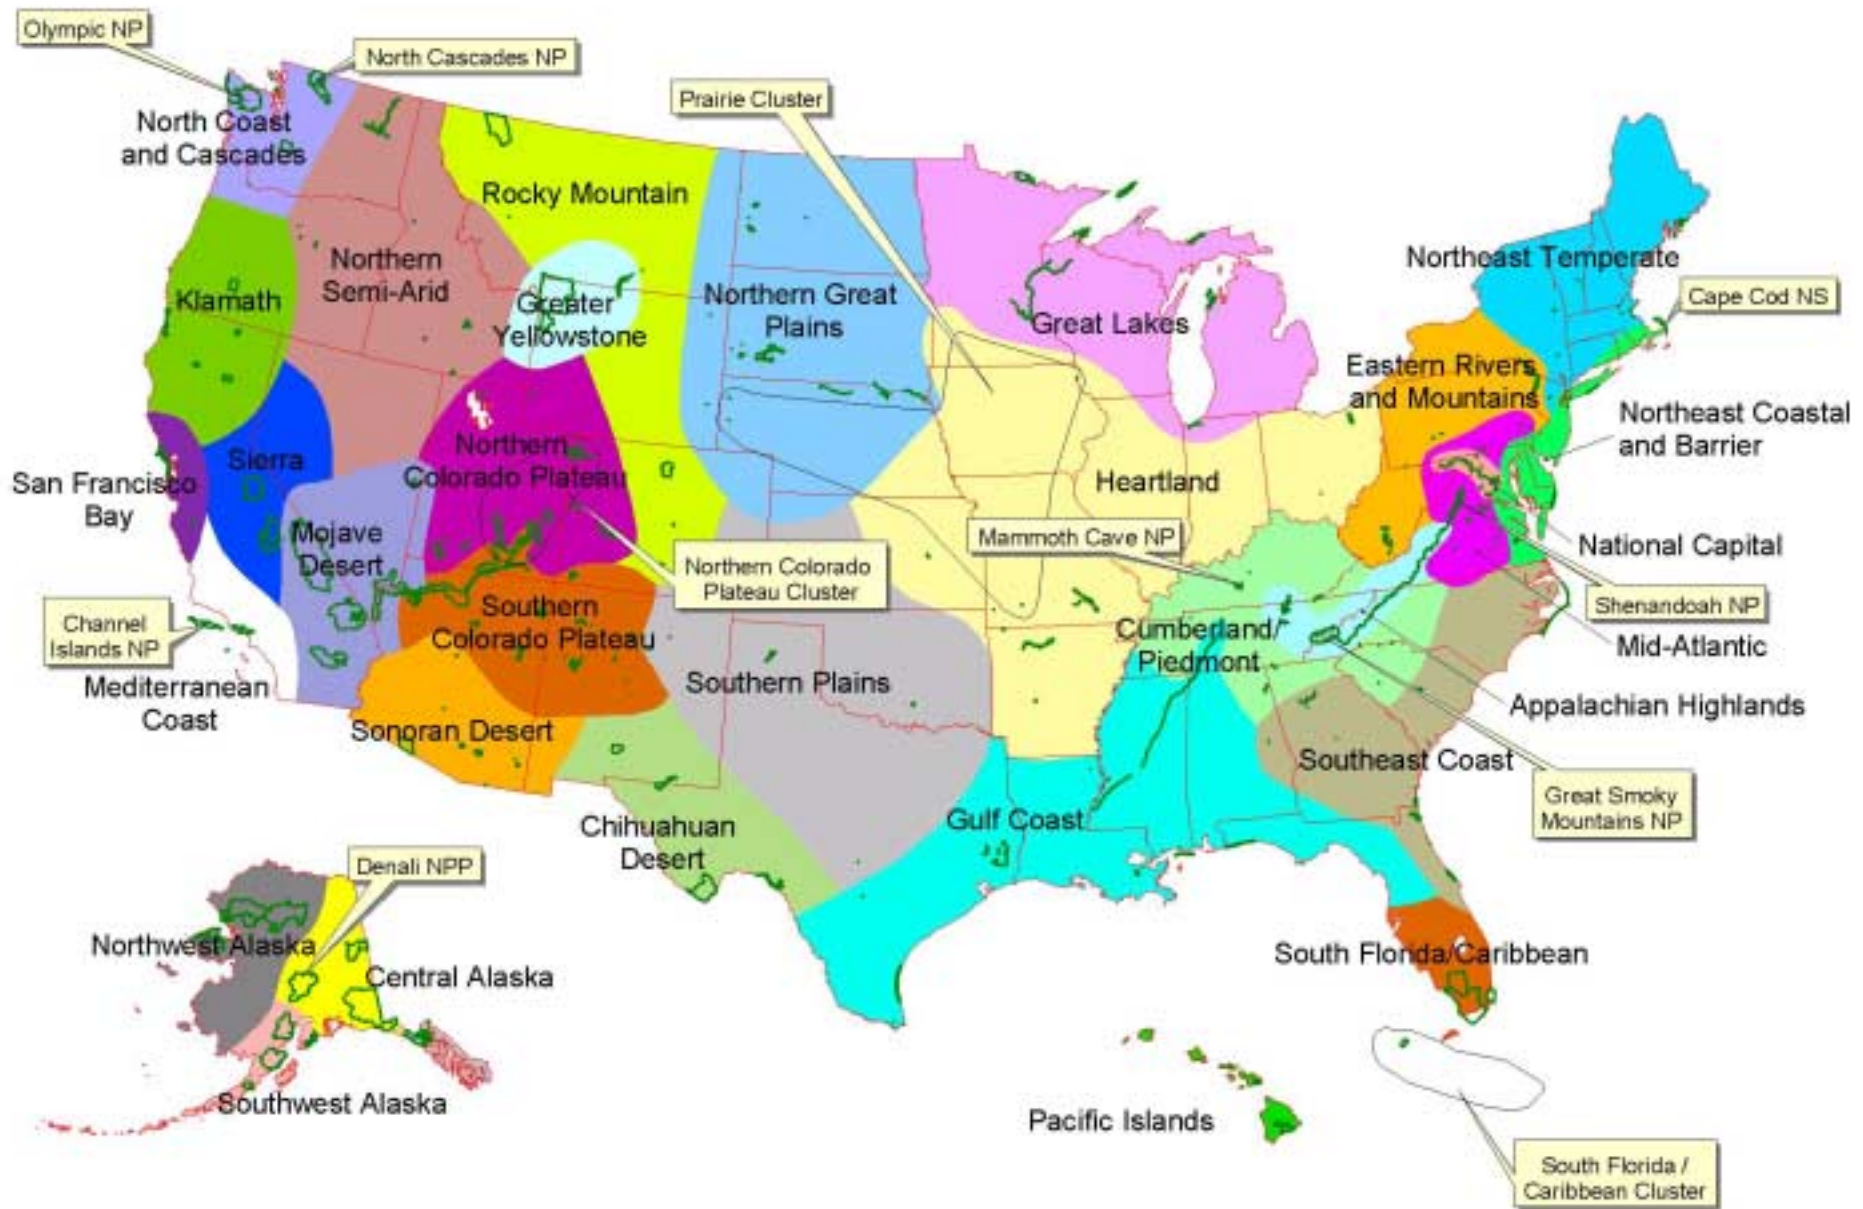 Olympic NP
North Cascades NP
North Coast
and Cascades
Prairie Cluster
Rocky Mountain
Northern
Semi-Arid
Klamath
Greater
Yellowstone
Northern Great
Plains
Great Lakes
Northeast Temperate
Cape Cod NS
Eastern Rivers
and Mountains
Northeast Coastal
and Barrier
San Francisco
Bay
Sierra
Northern
Colorado Plateau
Heartland
Mojave
Desert
Mammoth Cave NP
National Capital
Northern Colorado
Plateau Cluster
Shenandoah NP
Channel
Islands NP
Southern
Colorado Plateau
Cumberland/
Piedmont
Mid-Atlantic
Mediterranean
Coast
Southern Plains
Appalachian Highlands
Sonoran Desert
Southeast Coast
Great Smoky
Mountains NP
Chihuahuan
Desert
Gulf Coast
Denali NPP
Northwest Alaska
Central Alaska
South Florida/Caribbean
Southwest Alaska
Pacific Islands
South Florida /
Caribbean Cluster